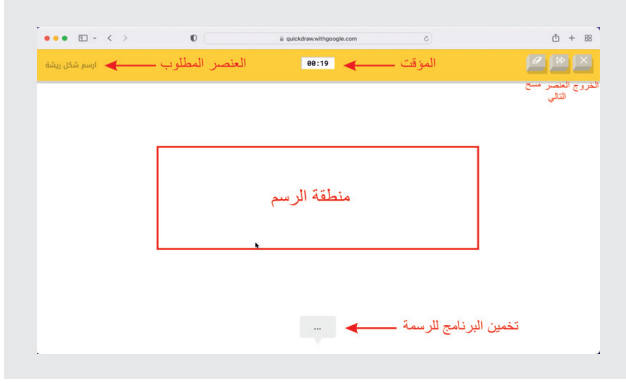 quickdraw.withgoogle.com
ارسم شكل ريشة
العنصر المطلوب
00:19
المؤقت
الخروج العنصر مسح
التالي
منطقة الرسم
...
تخمين البرنامج للرسمة